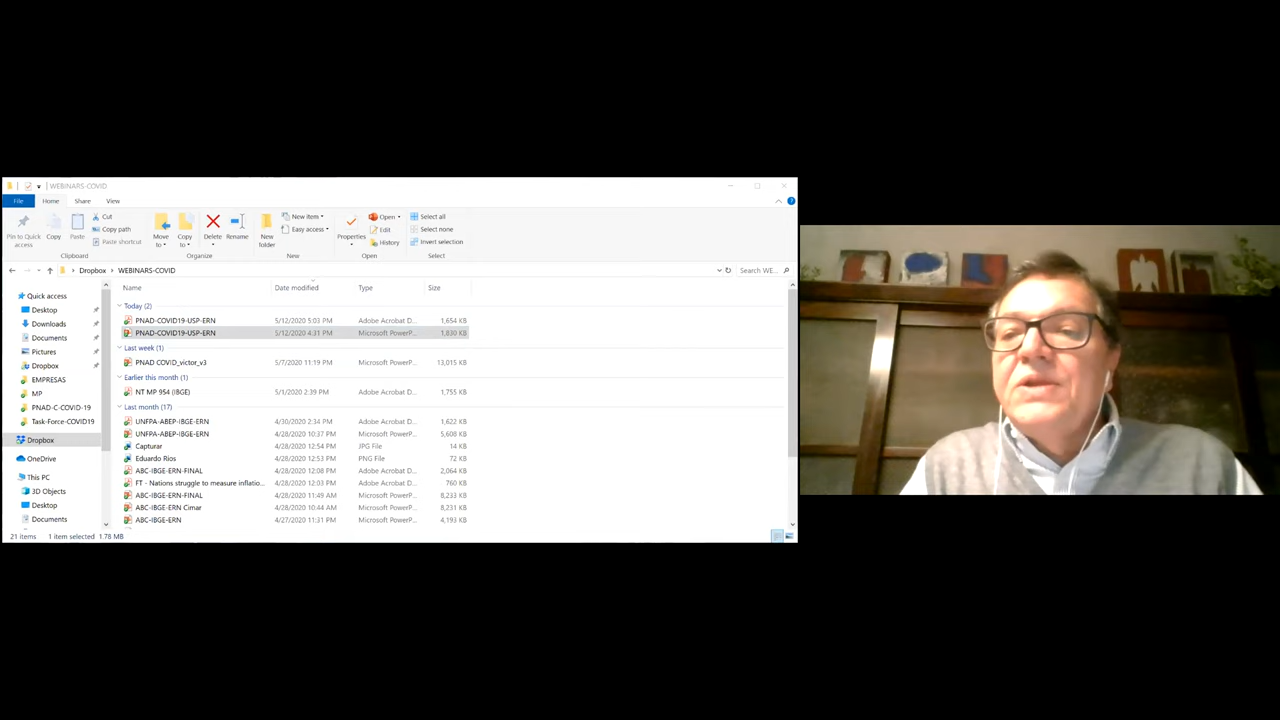 WEBINARS-COVID
File Home Share View
Pin to Quick access
Copy
Paste
Cut
Copy path
Paste shortcut
Clipboard
Move to
Copy to
Delete
Rename
Organize
New folder
New item
Easy access
New
Properties
Open
Edit
History
Open
Select all
Select none
Invert selection
Select
Dropbox WEBINARS-COVID
Search WE...
Quick access
Desktop
Downloads
Documents
Pictures
Dropbox
EMPRESAS
MP
PNAD-C-COVID-19
Task-Force-COVID19
Dropbox
OneDrive
This PC
3D Objects
Desktop
Documents
Name Date modified Type Size
Today (2)
PNAD-COVID19-USP-ERN 5/12/2020 5:03 PM Adobe Acrobat D... 1,654 KB
PNAD-COVID19-USP-ERN 5/12/2020 4:31 PM Microsoft PowerP... 1,830 KB
Last week (1)
PNAD COVID_victor_v3 5/7/2020 11:19 PM Microsoft PowerP... 13,015 KB
Earlier this month (1)
NT MP 954 (IBGE) 5/1/2020 2:39 PM Adobe Acrobat D... 1,755 KB
Last month (17)
UNFPA-ABEP-IBGE-ERN 4/30/2020 2:34 PM Adobe Acrobat D... 1,622 KB
UNFPA-ABEP-IBGE-ERN 4/28/2020 10:37 PM Microsoft PowerP... 5,608 KB
Capturar 4/28/2020 12:54 PM JPG File 14 KB
Eduardo Rios 4/28/2020 12:53 PM PNG File 72 KB
ABC-IBGE-ERN-FINAL 4/28/2020 12:08 PM Adobe Acrobat D... 2,064 KB
FT - Nations struggle to measure inflatio... 4/28/2020 12:03 PM Adobe Acrobat D... 760 KB
ABC-IBGE-ERN-FINAL 4/28/2020 11:49 AM Microsoft PowerP... 8,233 KB
ABC-IBGE-ERN Cimar 4/28/2020 10:44 AM Microsoft PowerP... 8,231 KB
ABC-IBGE-ERN 4/27/2020 11:31 PM Microsoft PowerP... 4,193 KB
21 items 1 item selected 1.78 MB